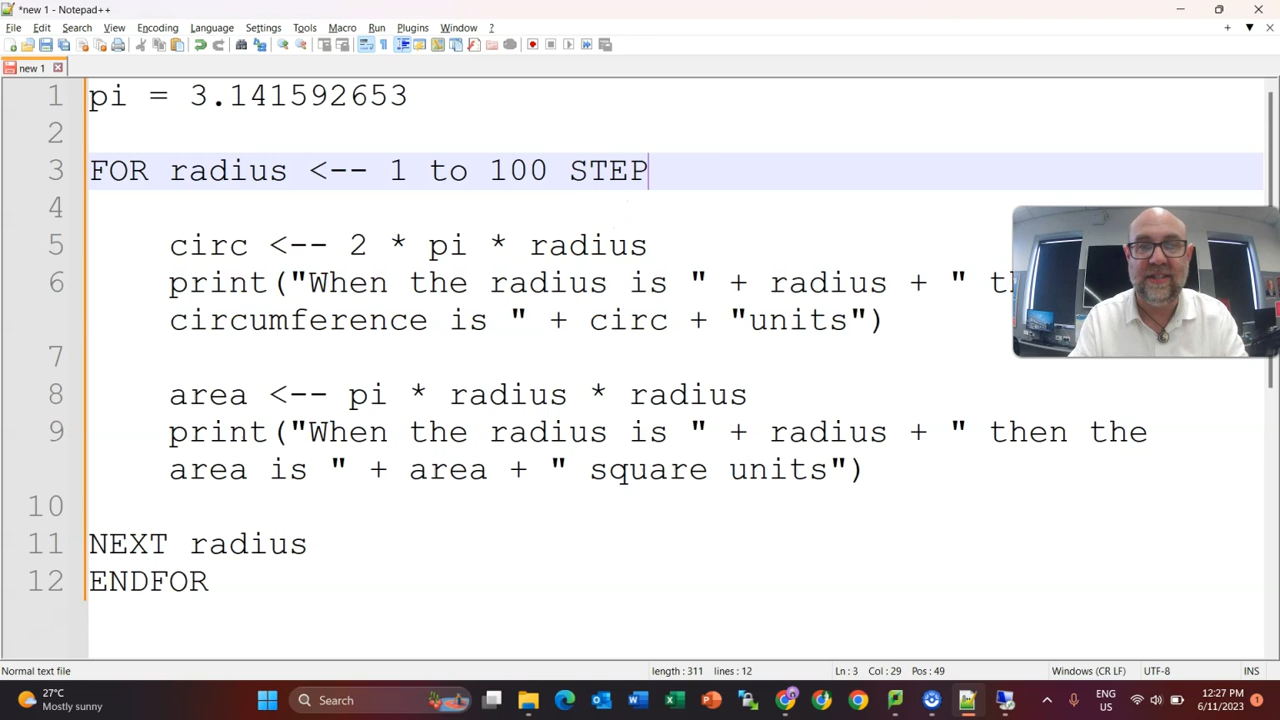 *new 1 - Notepad++
File Edit Search View Encoding Language Settings Tools Macro Run Plugins Window ?
new 1
1 pi = 3.141592653
2
3 FOR radius <-- 1 to 100 STEP
4
5 circ <-- 2 * pi * radius
6 print("When the radius is " + radius + " th
circumference is " + circ + "units")
7
8 area <-- pi * radius * radius
9 print("When the radius is " + radius + " then the
area is " + area + " square units")
10
11 NEXT radius
12 ENDFOR
Normal text file length : 311 lines : 12 Ln : 3 Col : 29 Pos : 49 Windows (CR LF) UTF-8 INS
27°C
Mostly sunny
Search
ENG
US
12:27 PM
6/11/2023